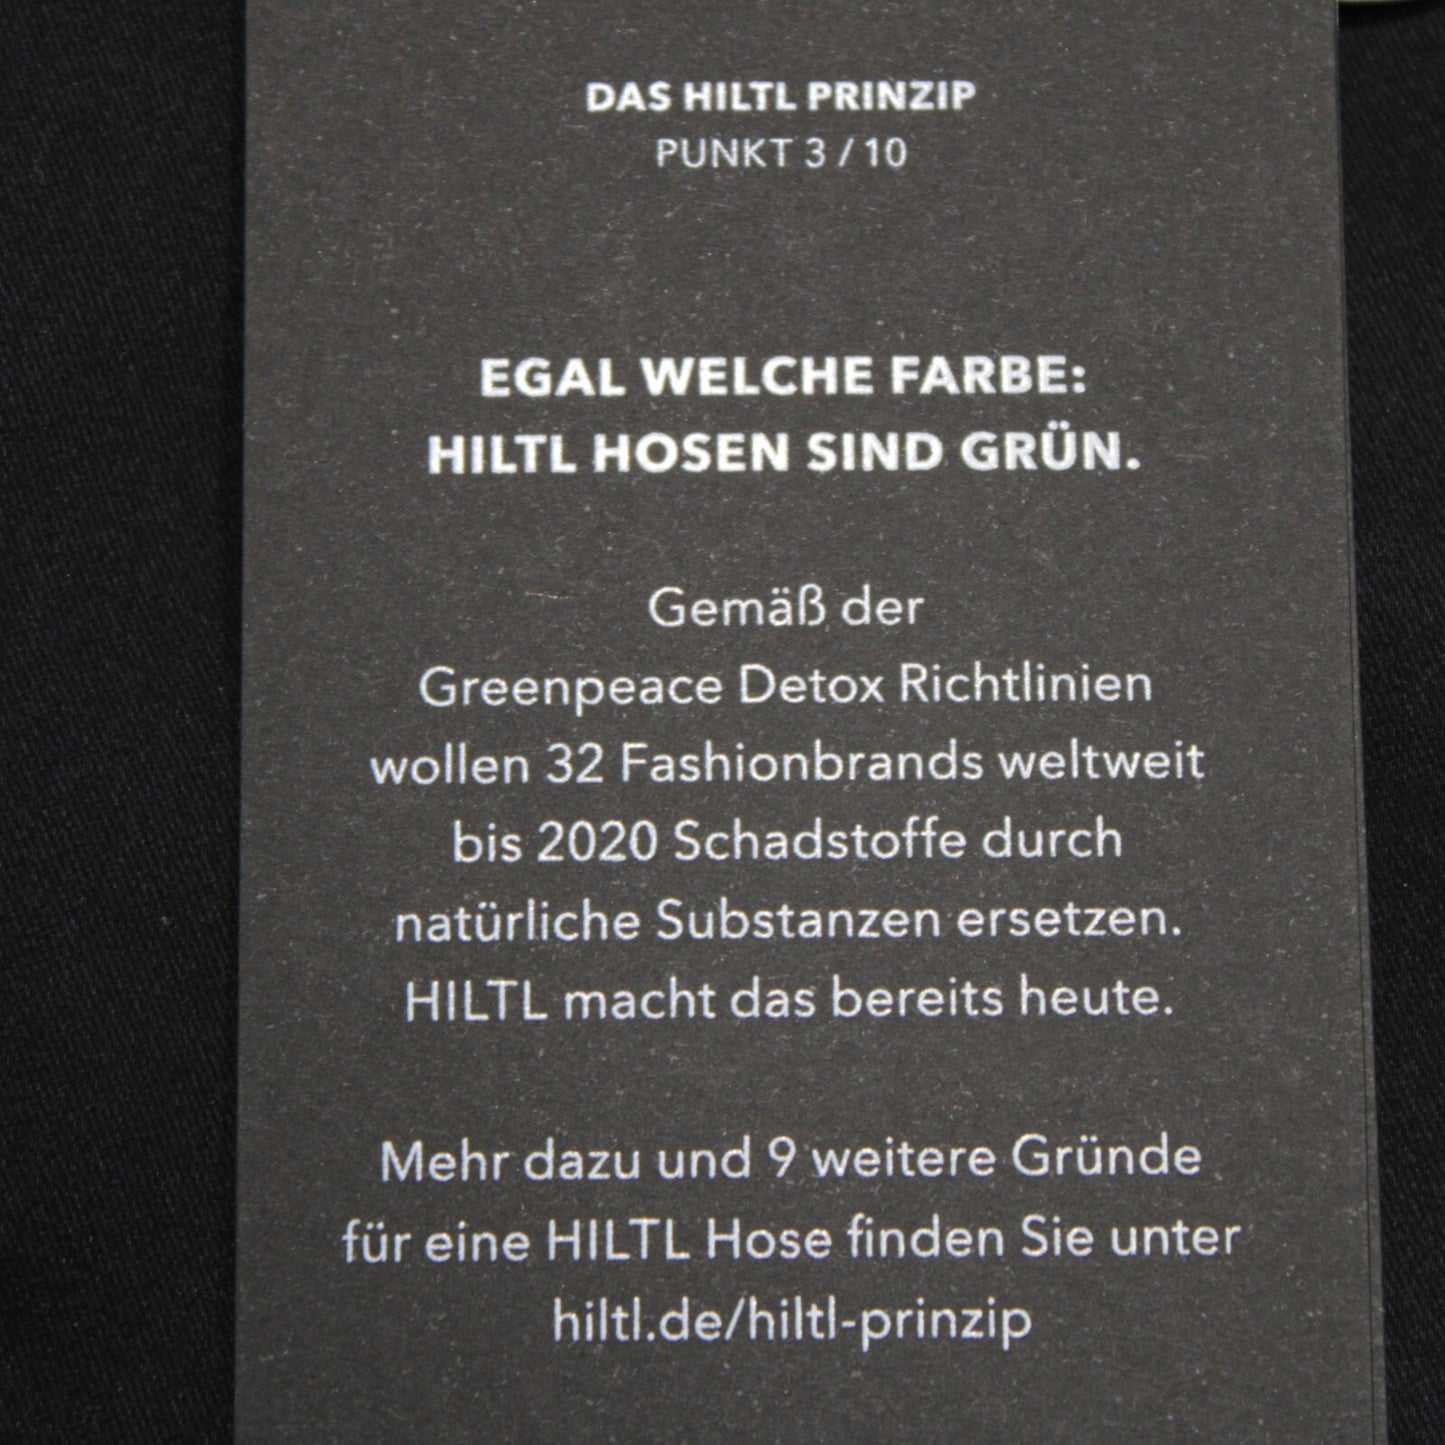 DAS HILTL PRINZIP
PUNKT 3 / 10
EGAL WELCHE FARBE:
HILTL HOSEN SIND GRÜN.
Gemäß der
Greenpeace Detox Richtlinien
wollen 32 Fashionbrands weltweit
bis 2020 Schadstoffe durch
natürliche Substanzen ersetzen.
HILTL macht das bereits heute.
Mehr dazu und 9 weitere Gründe
für eine HILTL Hose finden Sie unter
hiltl.de/hiltl-prinzip